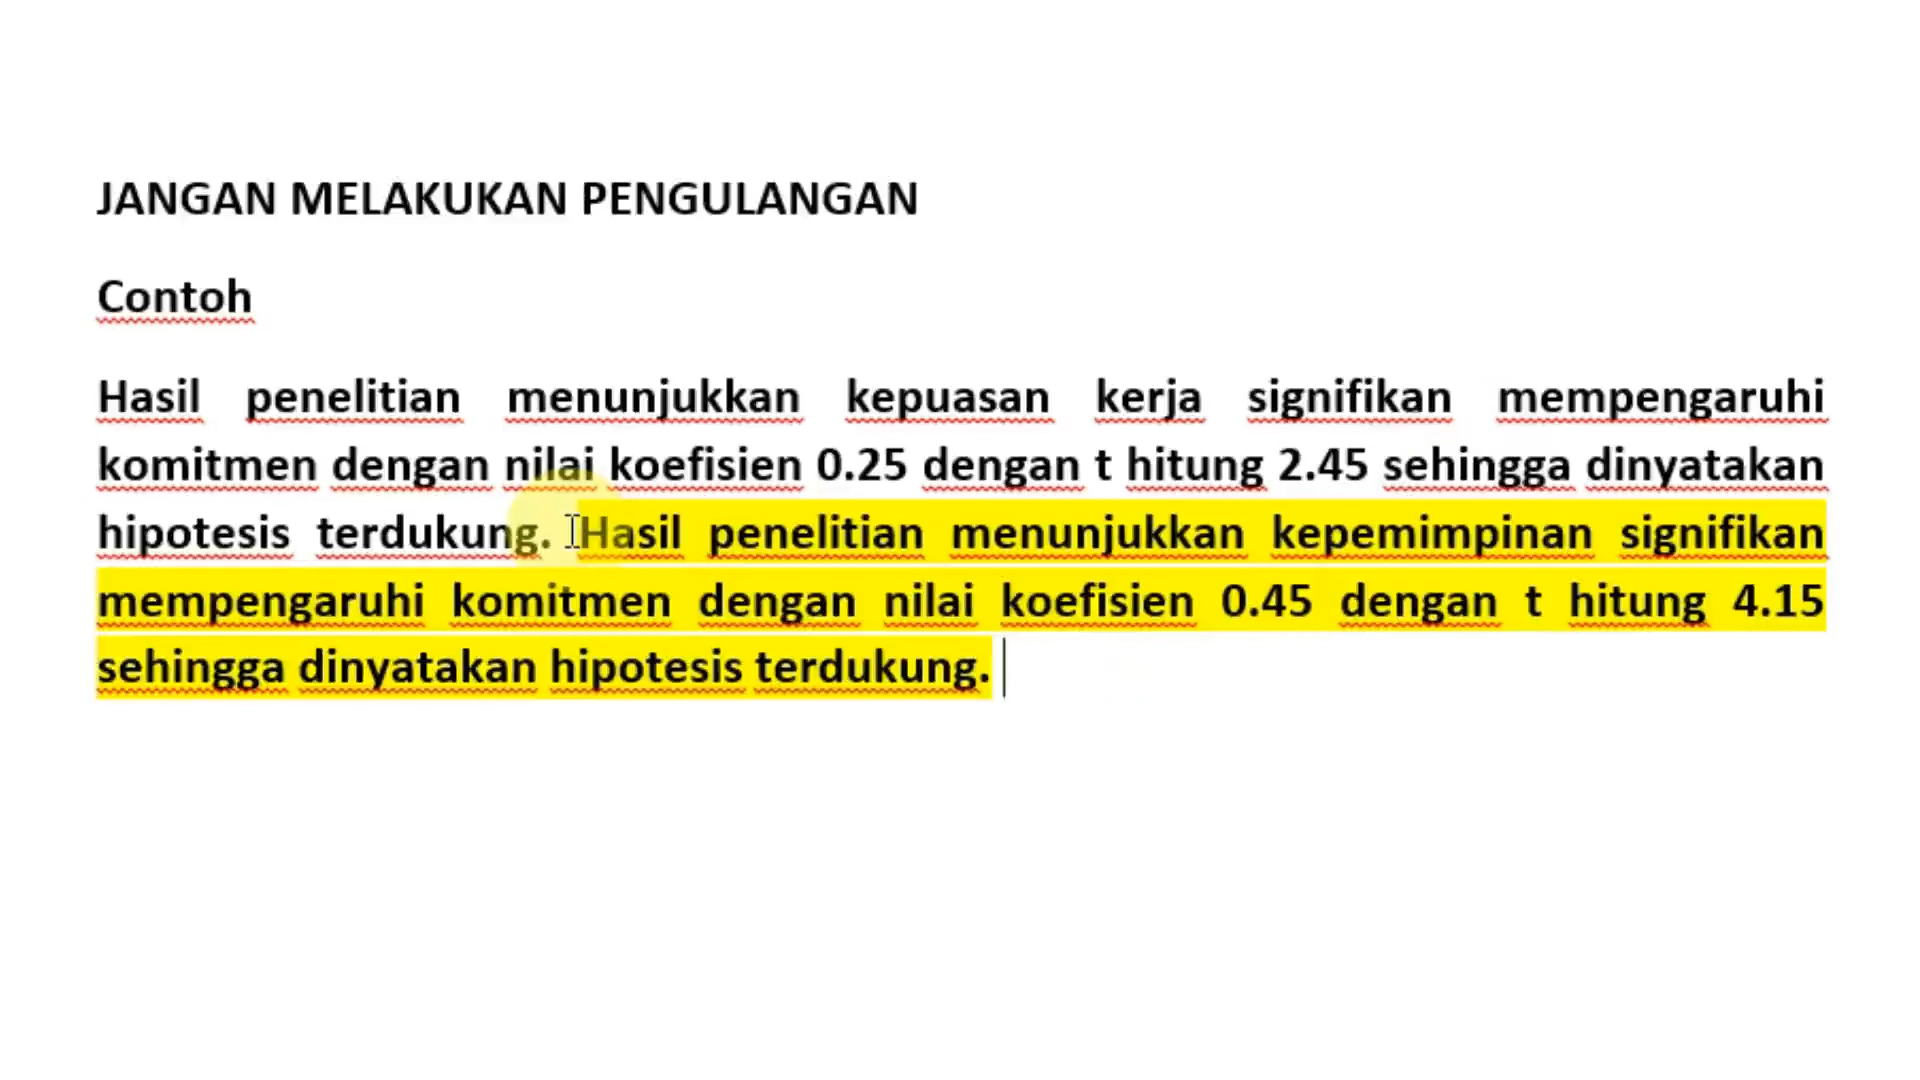 JANGAN MELAKUKAN PENGULANGAN
Contoh
Hasil penelitian menunjukkan kepuasan kerja signifikan mempengaruhi
komitmen dengan nilai koefisien 0.25 dengan t hitung 2.45 sehingga dinyatakan
hipotesis terdukung. Hasil penelitian menunjukkan kepemimpinan signifikan
mempengaruhi komitmen dengan nilai koefisien 0.45 dengan t hitung 4.15
sehingga dinyatakan hipotesis terdukung.